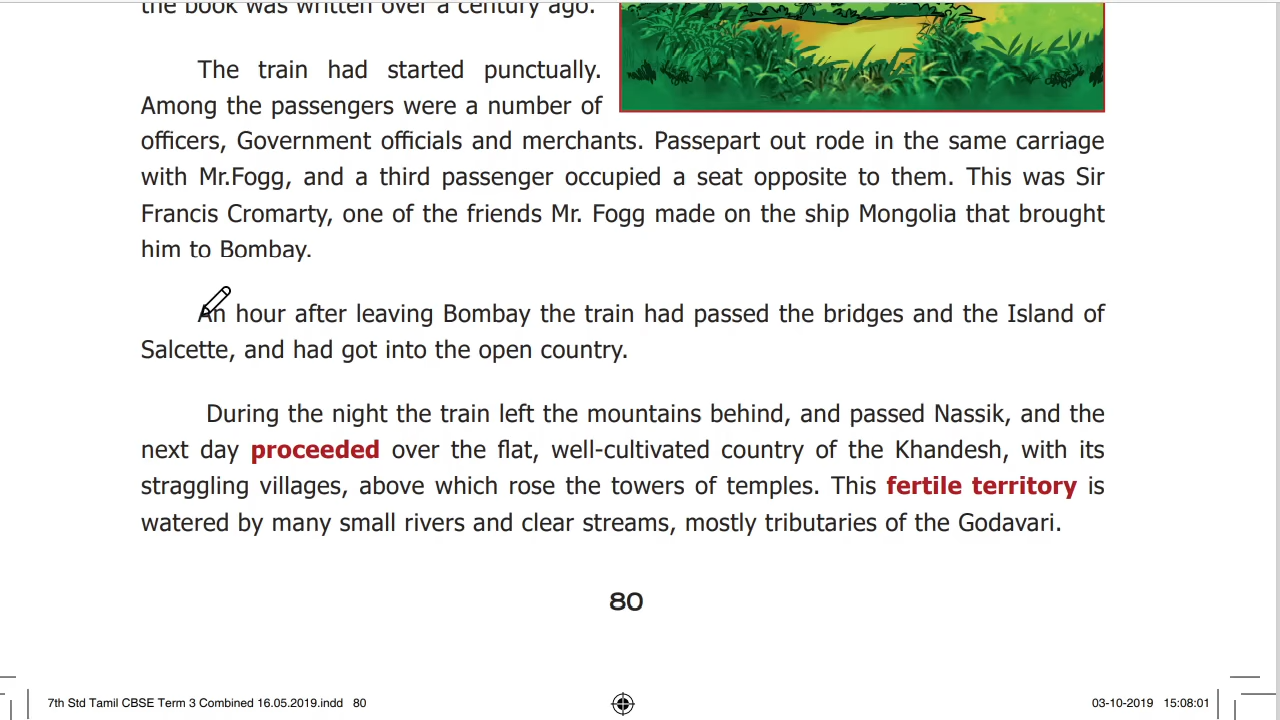 the book was written over a century ago.
The train had started punctually.
Among the passengers were a number of
officers, Government officials and merchants. Passepart out rode in the same carriage
with Mr.Fogg, and a third passenger occupied a seat opposite to them. This was Sir
Francis Cromarty, one of the friends Mr. Fogg made on the ship Mongolia that brought
him to Bombay.
An hour after leaving Bombay the train had passed the bridges and the Island of
Salcette, and had got into the open country.
During the night the train left the mountains behind, and passed Nassik, and the
next day proceeded over the flat, well-cultivated country of the Khandesh, with its
straggling villages, above which rose the towers of temples. This fertile territory is
watered by many small rivers and clear streams, mostly tributaries of the Godavari.
80
7th Std Tamil CBSE Term 3 Combined 16.05.2019.indd 80
03-10-2019 15:08:01